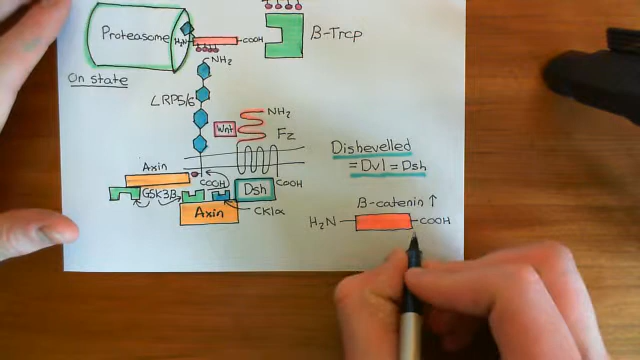 Proteasome
H₂N
COOH
β-Trcp
On state
NH₂
LRP5/6
NH₂
Wnt
Fz
Dishevelled
= Dvl = Dsh
Axin
COOH
COOH
GSK3β
Dsh
Axin
CK1α
β-catenin ↑
H₂N
COOH